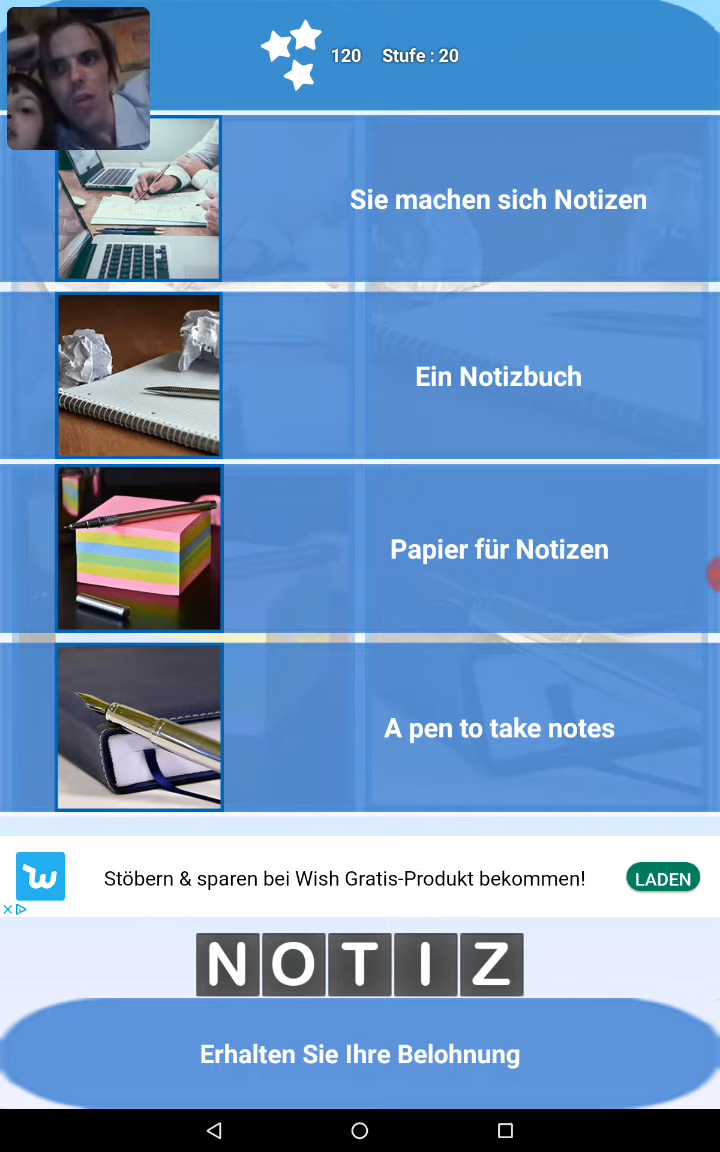 120 Stufe : 20
Sie machen sich Notizen
Ein Notizbuch
Papier für Notizen
A pen to take notes
Stöbern & sparen bei Wish Gratis-Produkt bekommen!
LADEN
NOTIZ
Erhalten Sie Ihre Belohnung